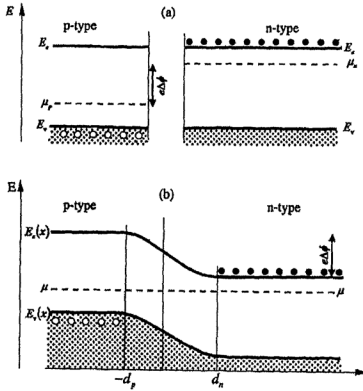 (a)
E
p-type
n-type
E_c
E_c
μ_n
eΔϕ
μ_p
E_v
E_v
(b)
E
p-type
n-type
E_c(x)
eΔϕ
μ
μ
E_v(x)
-d_p
d_n